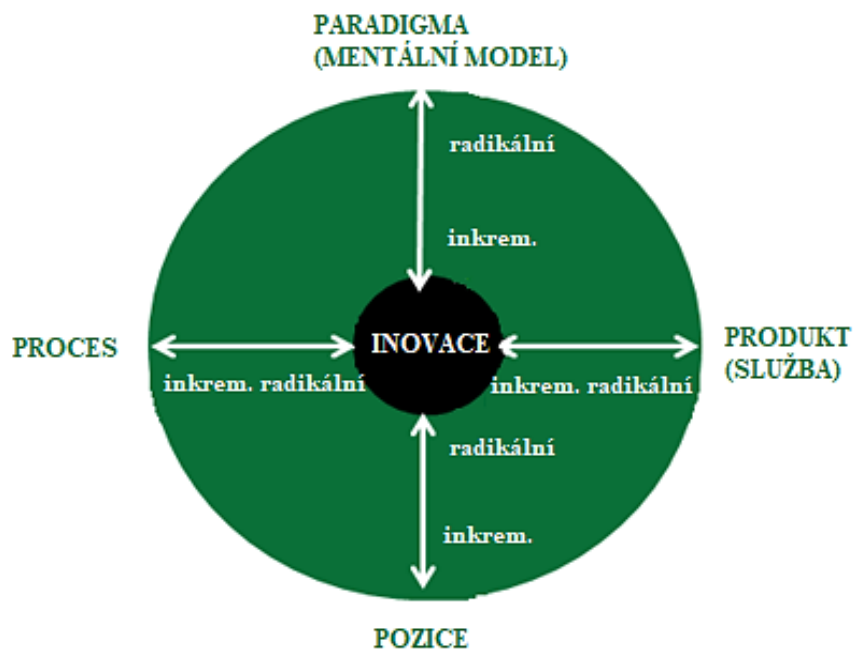 PARADIGMA
(MENTÁLNÍ MODEL)
radikální
inkrem.
PROCES
INOVACE
PRODUKT
(SLUŽBA)
inkrem. radikální
inkrem. radikální
radikální
inkrem.
POZICE